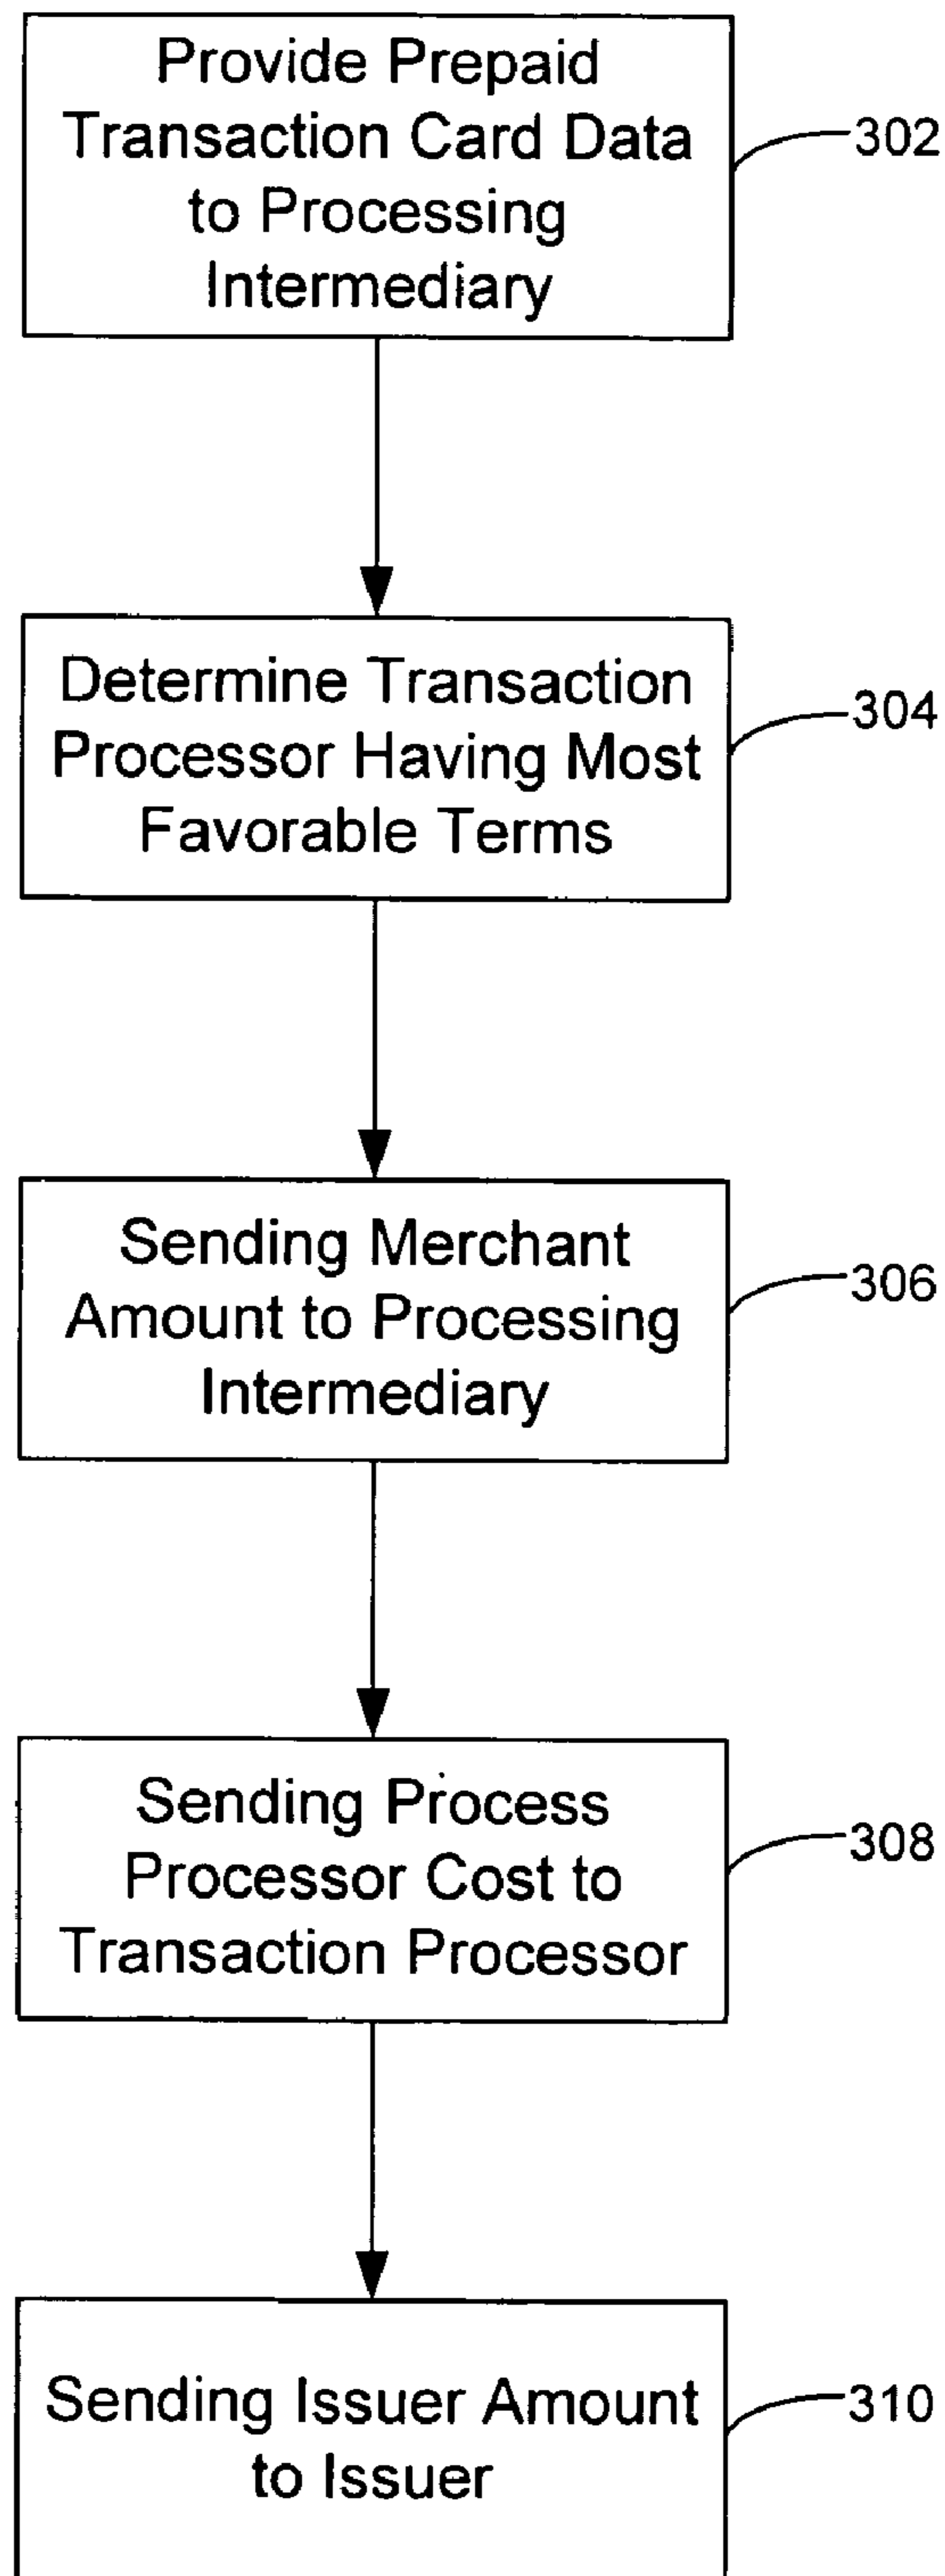 Provide Prepaid
Transaction Card Data
to Processing
Intermediary
302
Determine Transaction
Processor Having Most
Favorable Terms
304
Sending Merchant
Amount to Processing
Intermediary
306
Sending Process
Processor Cost to
Transaction Processor
308
Sending Issuer Amount
to Issuer
310